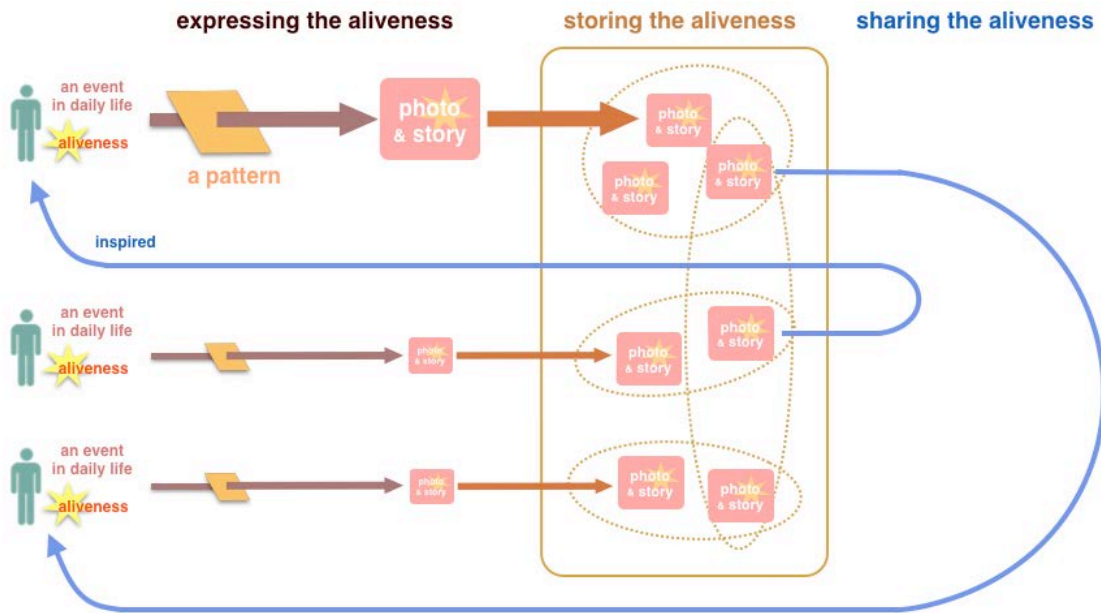 expressing the aliveness
storing the aliveness
sharing the aliveness
an event
in daily life
aliveness
a pattern
photo
& story
photo
& story
photo
& story
photo
& story
inspired
an event
in daily life
aliveness
photo
& story
photo
& story
photo
& story
an event
in daily life
aliveness
photo
& story
photo
& story
photo
& story